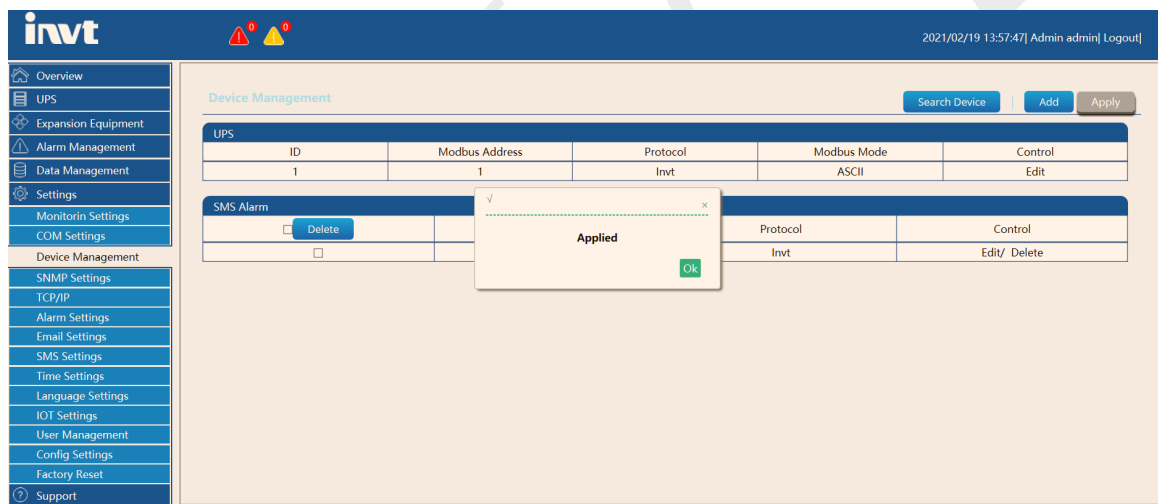 invt
0 0
2021/02/19 13:57:47| Admin admin| Logout|
Overview
UPS
Expansion Equipment
Alarm Management
Data Management
Settings
Monitorin Settings
COM Settings
Device Management
SNMP Settings
TCP/IP
Alarm Settings
Email Settings
SMS Settings
Time Settings
Language Settings
IOT Settings
User Management
Config Settings
Factory Reset
Support
Device Management
Search Device | Add Apply
UPS
ID Modbus Address Protocol Modbus Mode Control
1 1 Invt ASCII Edit
SMS Alarm
Delete Protocol Control
Invt Edit/ Delete
√ ×
Applied
Ok